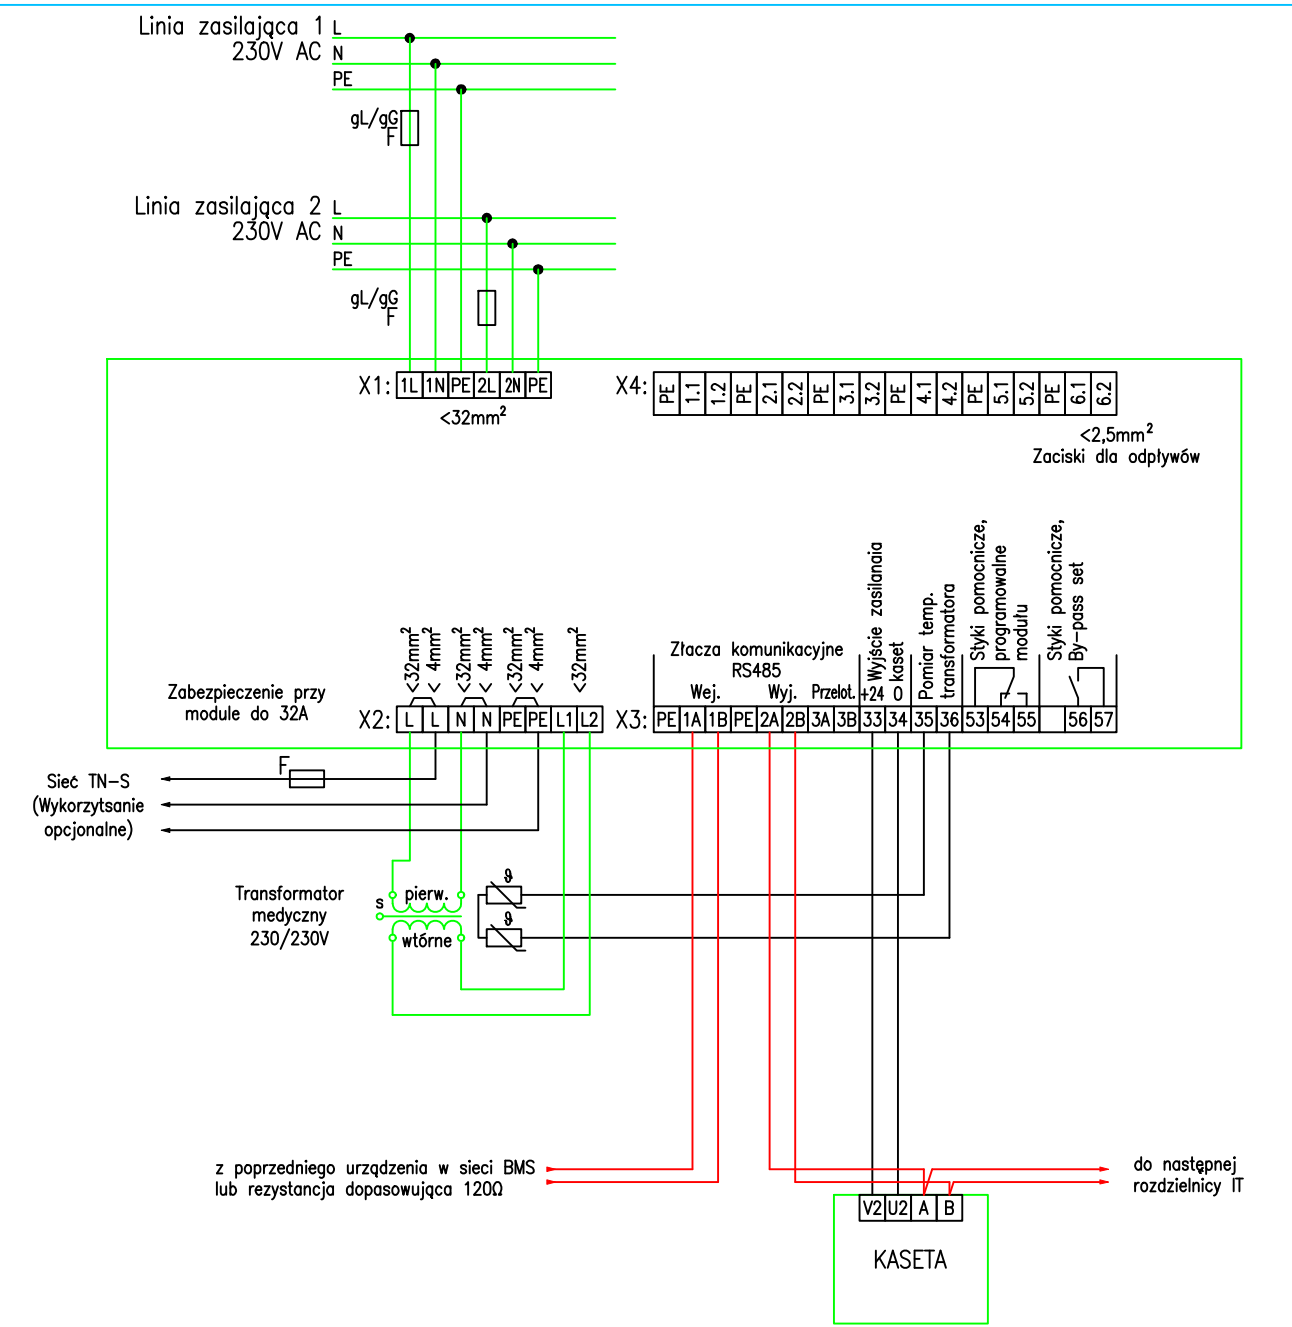 Linia zasilająca 1 L
230V AC N
PE
gL/gG
F
Linia zasilająca 2 L
230V AC N
PE
gL/gG
F
X1: 1L 1N PE 2L 2N PE
<32mm²
X4: PE 1.1 1.2 PE 2.1 2.2 PE 3.1 3.2 PE 4.1 4.2 PE 5.1 5.2 PE 6.1 6.2
<2,5mm²
Zaciski dla odpływów
<32mm²
< 4mm²
<32mm²
< 4mm²
<32mm²
< 4mm²
<32mm²
Zabezpieczenie przy
module do 32A
X2: L L N N PE PE L1 L2
Złacza komunikacyjne
RS485
Wej. Wyj. Przelot.
Wyjście zasilanaia
kaset
+24 0
Pomiar temp.
transformatora
Styki pomocnicze,
programowalne
modułu
Styki pomocnicze,
By-pass set
X3: PE 1A 1B PE 2A 2B 3A 3B 33 34 35 36 53 54 55 56 57
F
Sieć TN-S
(Wykorzytsanie
opcjonalne)
Transformator
medyczny
230/230V
s
pierw.
wtórne
ϑ
ϑ
z poprzedniego urządzenia w sieci BMS
lub rezystancja dopasowująca 120Ω
do następnej
rozdzielnicy IT
V2 U2 A B
KASETA